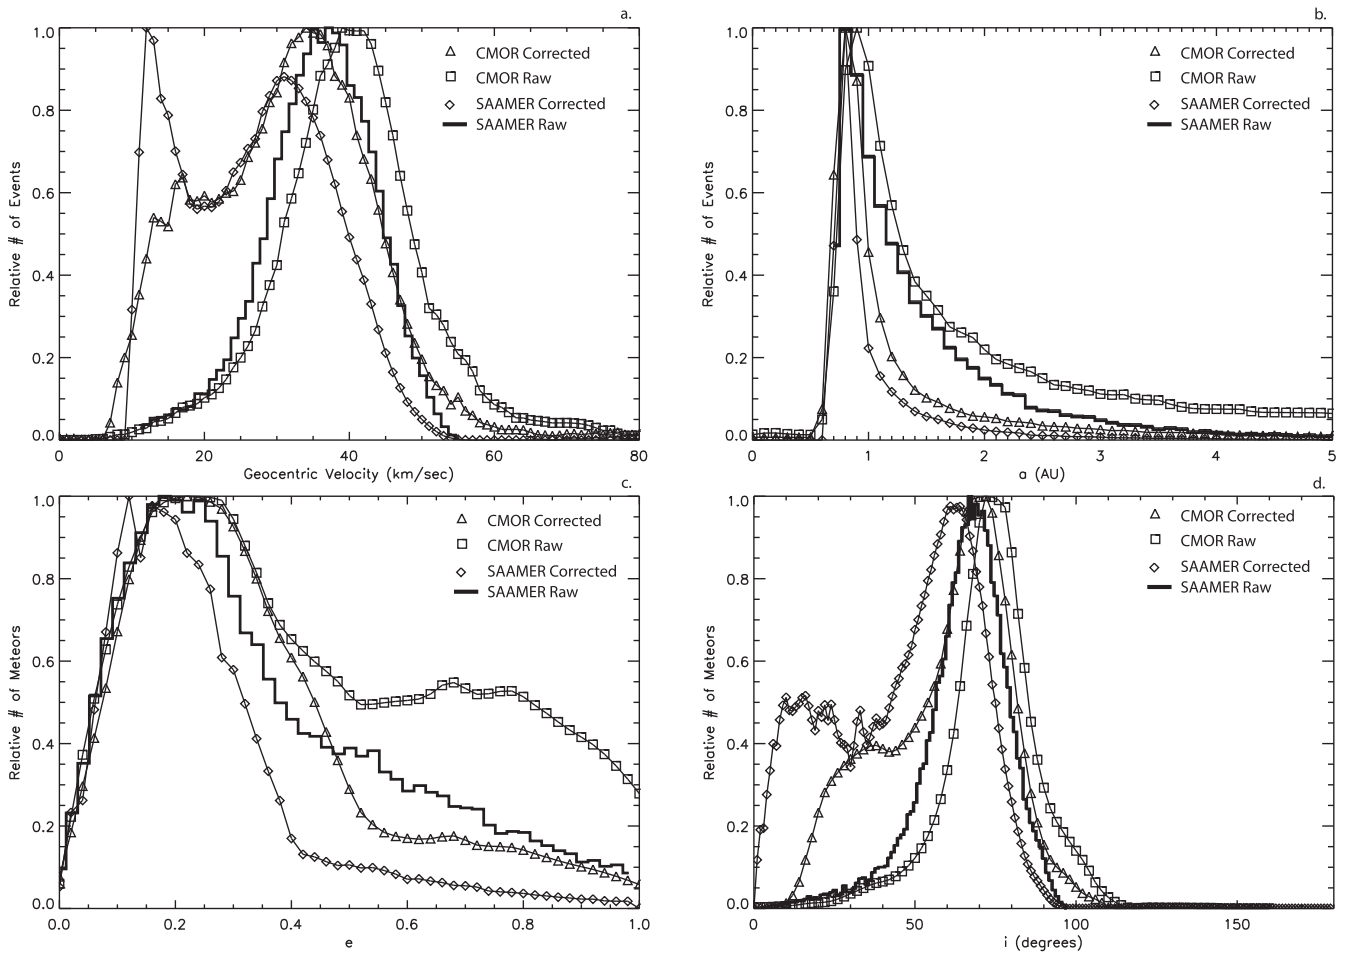 a.
1.0
0.8
0.6
0.4
0.2
0.0
Relative # of Events
CMOR Corrected
CMOR Raw
SAAMER Corrected
SAAMER Raw
0 20 40 60 80
Geocentric Velocity (km/sec)
b.
1.0
0.8
0.6
0.4
0.2
0.0
Relative # of Events
CMOR Corrected
CMOR Raw
SAAMER Corrected
SAAMER Raw
0 1 2 3 4 5
a (AU)
c.
1.0
0.8
0.6
0.4
0.2
0.0
Relative # of Meteors
CMOR Corrected
CMOR Raw
SAAMER Corrected
SAAMER Raw
0.0 0.2 0.4 0.6 0.8 1.0
e
d.
1.0
0.8
0.6
0.4
0.2
0.0
Relative # of Meteors
CMOR Corrected
CMOR Raw
SAAMER Corrected
SAAMER Raw
0 50 100 150
i (degrees)